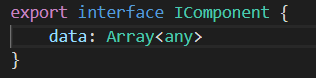 export interface IComponent {
    data: Array<any>
}